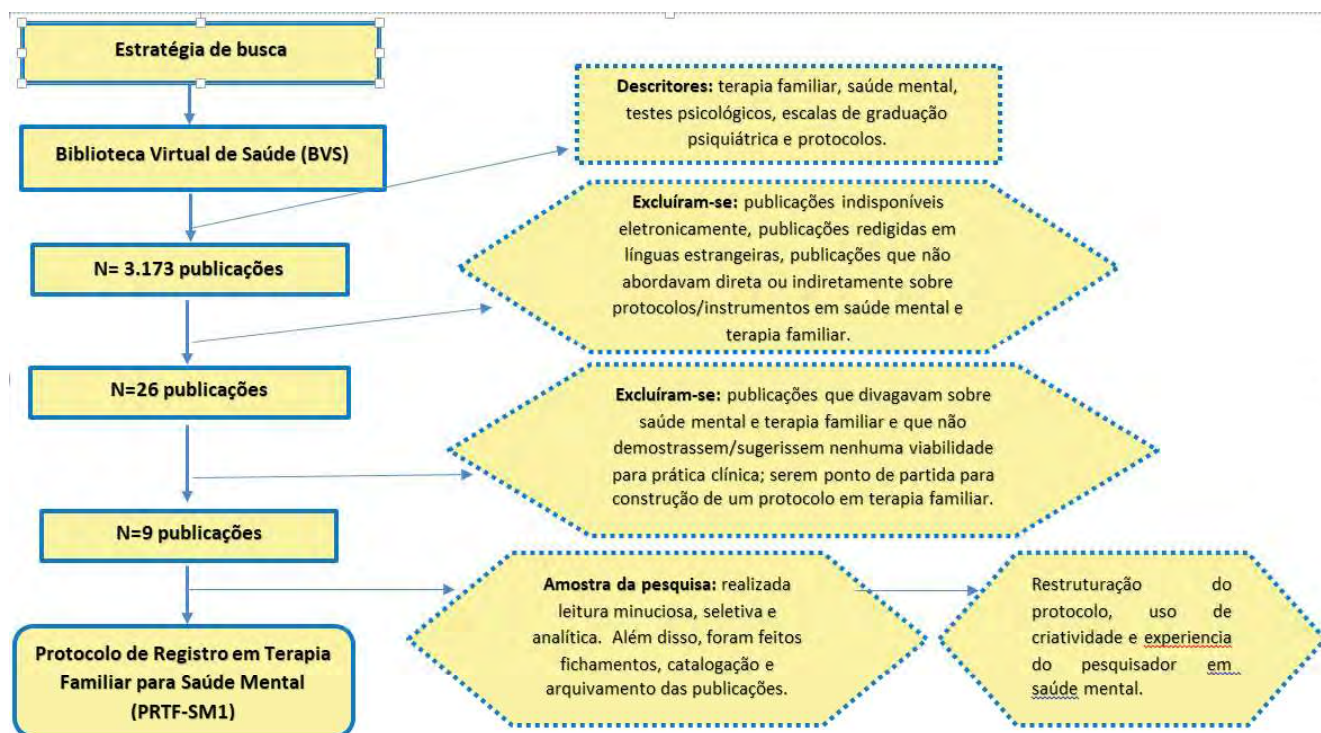 Estratégia de busca
Biblioteca Virtual de Saúde (BVS)
Descritores: terapia familiar, saúde mental,
testes psicológicos, escalas de graduação
psiquiátrica e protocolos.
N= 3.173 publicações
Excluíram-se: publicações indisponíveis
eletronicamente, publicações redigidas em
línguas estrangeiras, publicações que não
abordavam direta ou indiretamente sobre
protocolos/instrumentos em saúde mental e
terapia familiar.
N=26 publicações
Excluíram-se: publicações que divagavam sobre
saúde mental e terapia familiar e que não
demostrassem/sugerissem nenhuma viabilidade
para prática clínica; serem ponto de partida para
construção de um protocolo em terapia familiar.
N=9 publicações
Amostra da pesquisa: realizada
leitura minuciosa, seletiva e
analítica. Além disso, foram feitos
fichamentos, catalogação e
arquivamento das publicações.
Restruturação do
protocolo, uso de
criatividade e experiencia
do pesquisador em
saúde mental.
Protocolo de Registro em Terapia
Familiar para Saúde Mental
(PRTF-SM1)